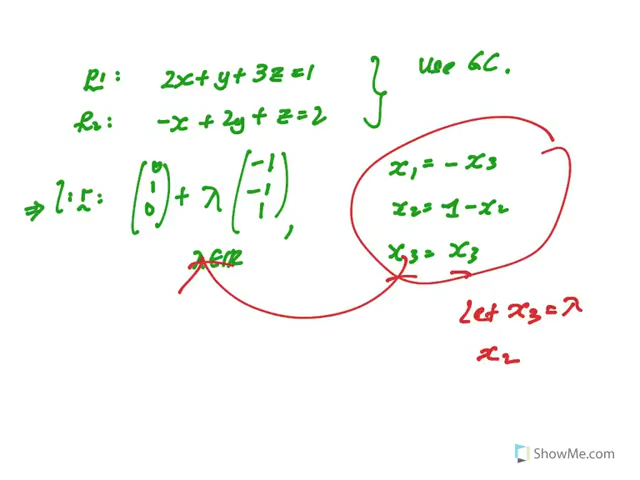 P1: 2x + y + 3z = 1
P2: -x + 2y + z = 2
Use GC.
⇒ l: r: (0 1 0) + λ (-1 -1 1),
λ ∈ ℝ
x₁ = - x₃
x₂ = 1 - x₂
x₃ = x₃
Let x₃ = λ
x₂
ShowMe.com